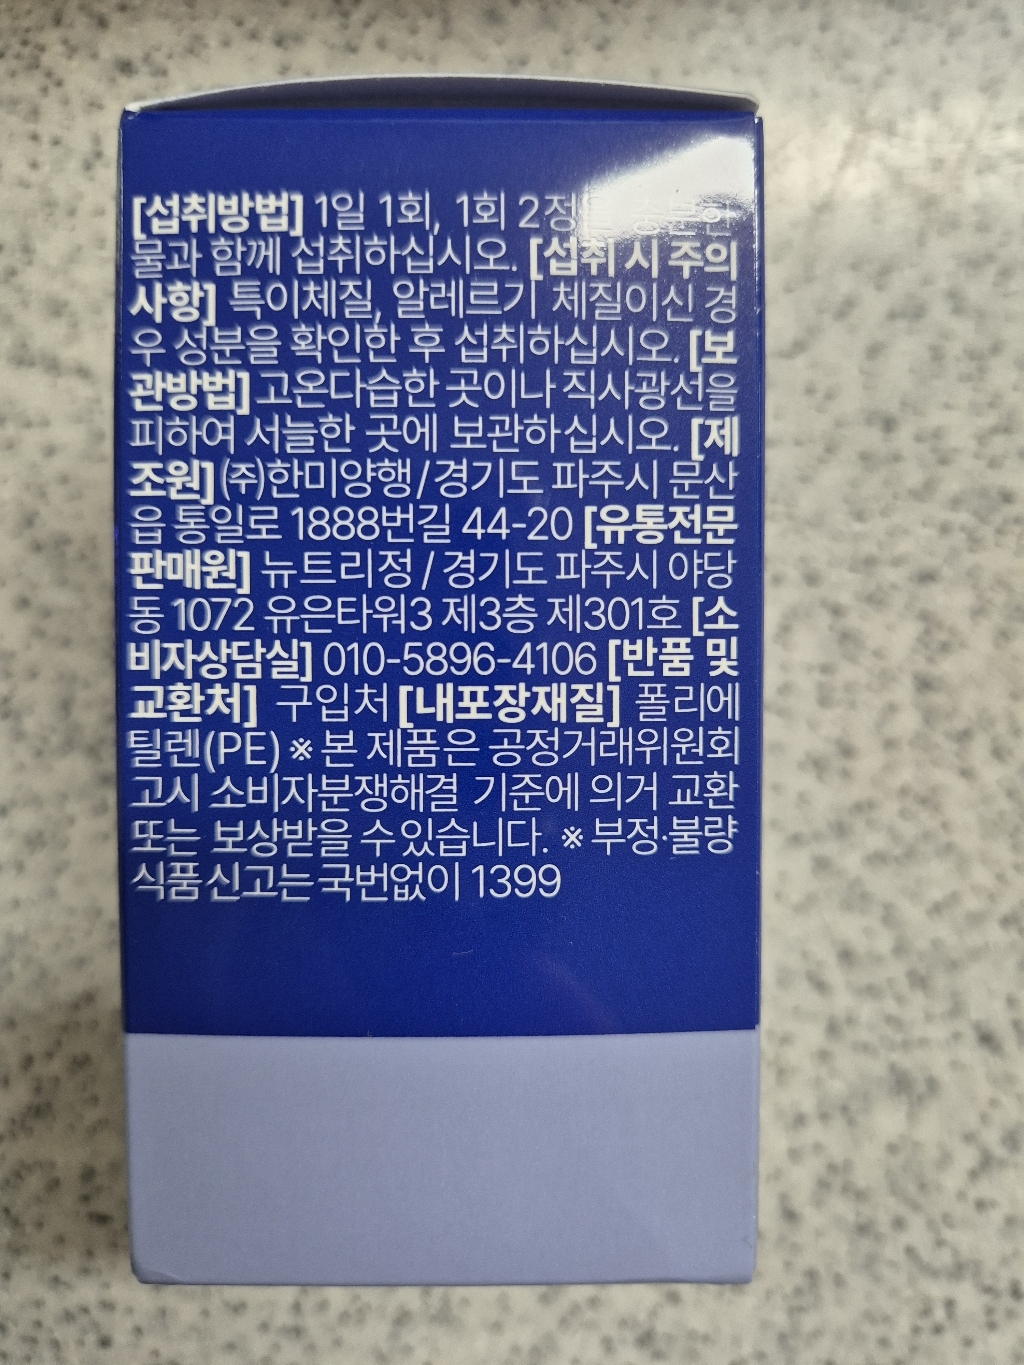 [섭취방법] 1일 1회, 1회 2정을 충분한
물과 함께 섭취하십시오. [섭취 시 주의
사항] 특이체질, 알레르기 체질이신 경
우 성분을 확인한 후 섭취하십시오. [보
관방법] 고온다습한 곳이나 직사광선을
피하여 서늘한 곳에 보관하십시오. [제
조원] (주)한미양행 / 경기도 파주시 문산
읍 통일로 1888번길 44-20 [유통전문
판매원] 뉴트리정 / 경기도 파주시 야당
동 1072 유은타워3 제3층 제301호 [소
비자상담실] 010-5896-4106 [반품 및
교환처] 구입처 [내포장재질] 폴리에
틸렌(PE) ※ 본 제품은 공정거래위원회
고시 소비자분쟁해결 기준에 의거 교환
또는 보상받을 수 있습니다. ※ 부정·불량
식품 신고는 국번없이 1399